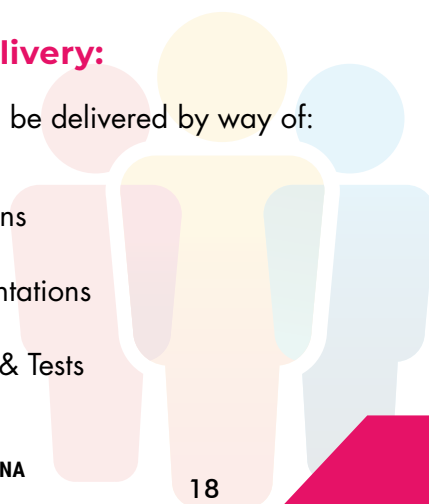 livery:
be delivered by way of:
ns
ntations
& Tests
NA
18